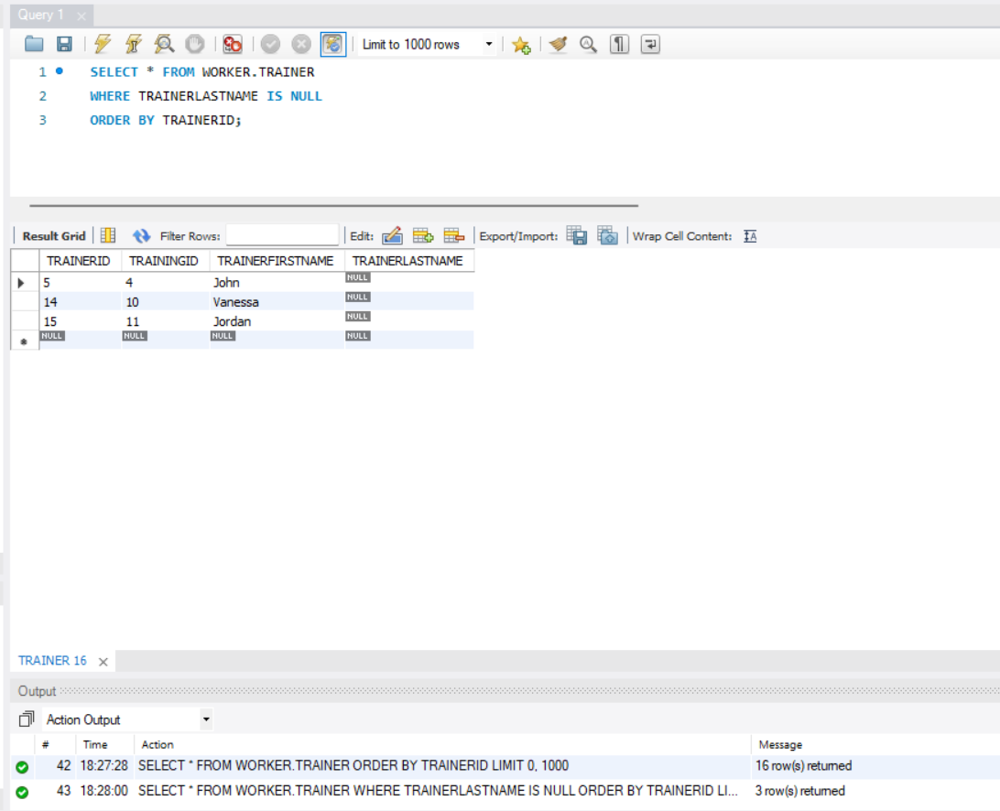 Query 1
Limit to 1000 rows
1 SELECT * FROM WORKER.TRAINER
2 WHERE TRAINERLASTNAME IS NULL
3 ORDER BY TRAINERID;
Result Grid Filter Rows: Edit: Export/Import: Wrap Cell Content: IA
TRAINERID TRAININGID TRAINERFIRSTNAME TRAINERLASTNAME
5 4 John NULL
14 10 Vanessa NULL
15 11 Jordan NULL
NULL NULL NULL NULL
TRAINER 16
Output
Action Output
# Time Action Message
42 18:27:28 SELECT * FROM WORKER.TRAINER ORDER BY TRAINERID LIMIT 0, 1000 16 row(s) returned
43 18:28:00 SELECT * FROM WORKER.TRAINER WHERE TRAINERLASTNAME IS NULL ORDER BY TRAINERID LI... 3 row(s) returned